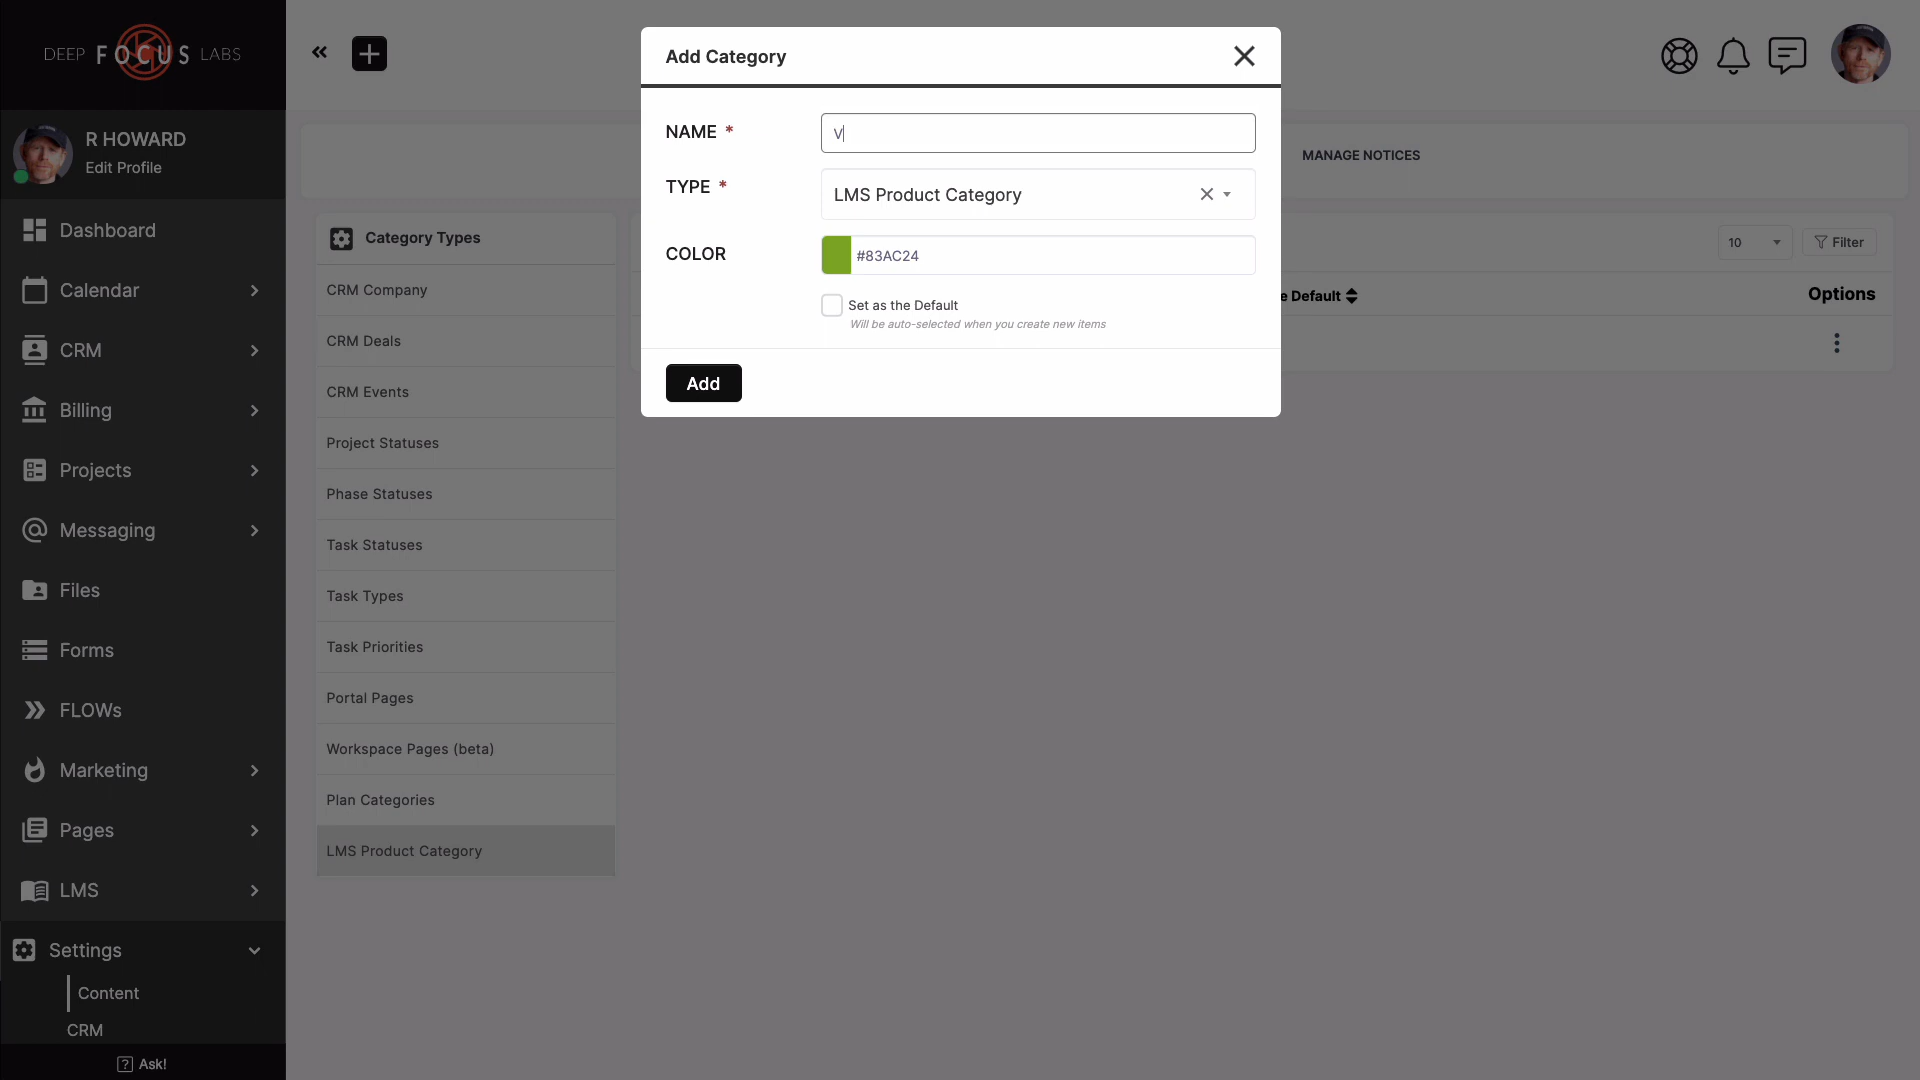 DEEP FOCUS LABS
R HOWARD
Edit Profile
Dashboard
Calendar
CRM
Billing
Projects
Messaging
Files
Forms
FLOWs
Marketing
Pages
LMS
Settings
Content
CRM
? Ask!
MANAGE NOTICES
Category Types
CRM Company
CRM Deals
CRM Events
Project Statuses
Phase Statuses
Task Statuses
Task Types
Task Priorities
Portal Pages
Workspace Pages (beta)
Plan Categories
LMS Product Category
10
Filter
e Default
Options
Add Category
NAME *
V
TYPE *
LMS Product Category
COLOR
#83AC24
Set as the Default
Will be auto-selected when you create new items
Add